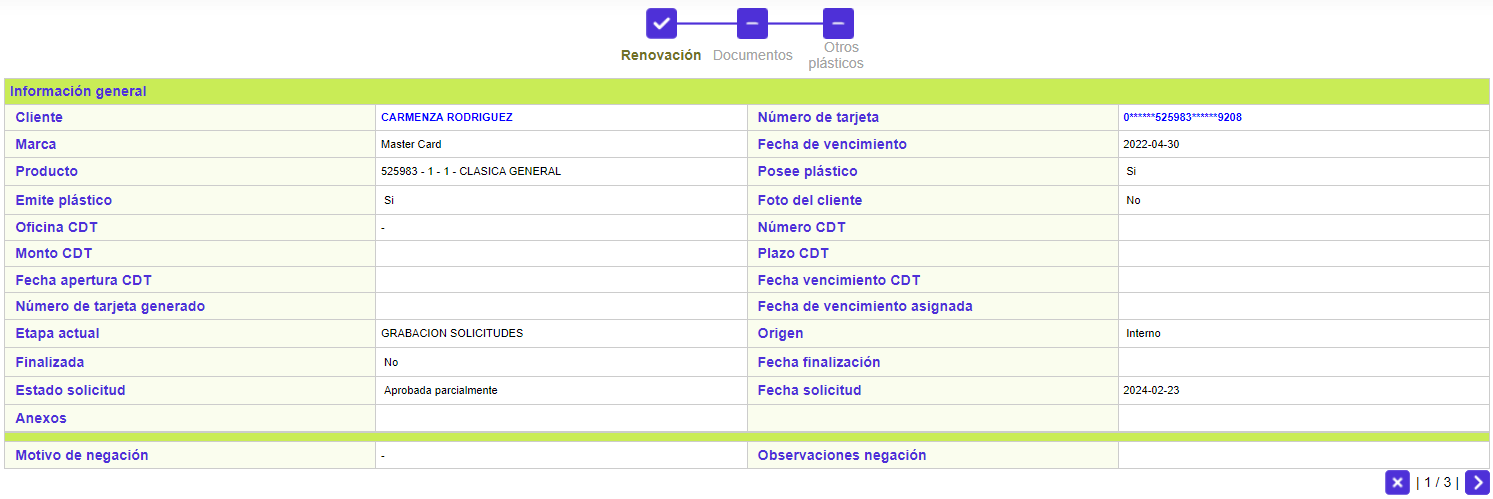 Renovación Documentos Otros plásticos
Información general
Cliente CARMENZA RODRIGUEZ Número de tarjeta 0******525983******9208
Marca Master Card Fecha de vencimiento 2022-04-30
Producto 525983 - 1 - 1 - CLASICA GENERAL Posee plástico Si
Emite plástico Si Foto del cliente No
Oficina CDT - Número CDT
Monto CDT Plazo CDT
Fecha apertura CDT Fecha vencimiento CDT
Número de tarjeta generado Fecha de vencimiento asignada
Etapa actual GRABACION SOLICITUDES Origen Interno
Finalizada No Fecha finalización
Estado solicitud Aprobada parcialmente Fecha solicitud 2024-02-23
Anexos
Motivo de negación - Observaciones negación
| 1 / 3 |